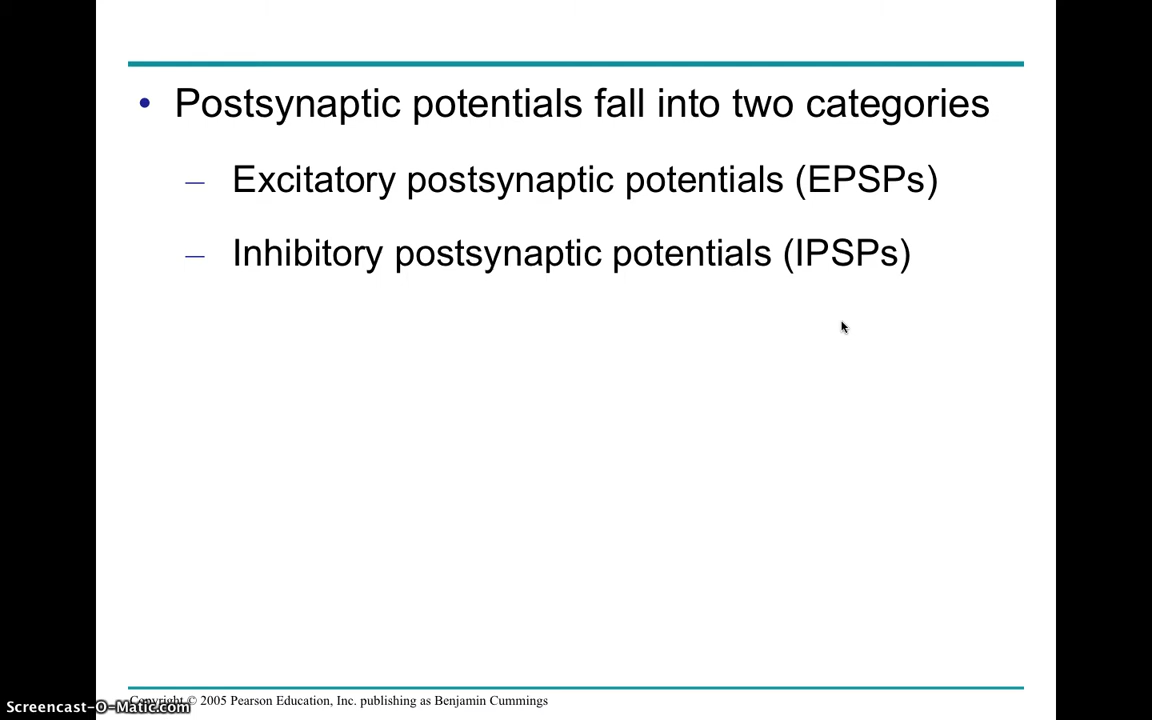 • Postsynaptic potentials fall into two categories
– Excitatory postsynaptic potentials (EPSPs)
– Inhibitory postsynaptic potentials (IPSPs)
Copyright © 2005 Pearson Education, Inc. publishing as Benjamin Cummings
Screencast-O-Matic.com